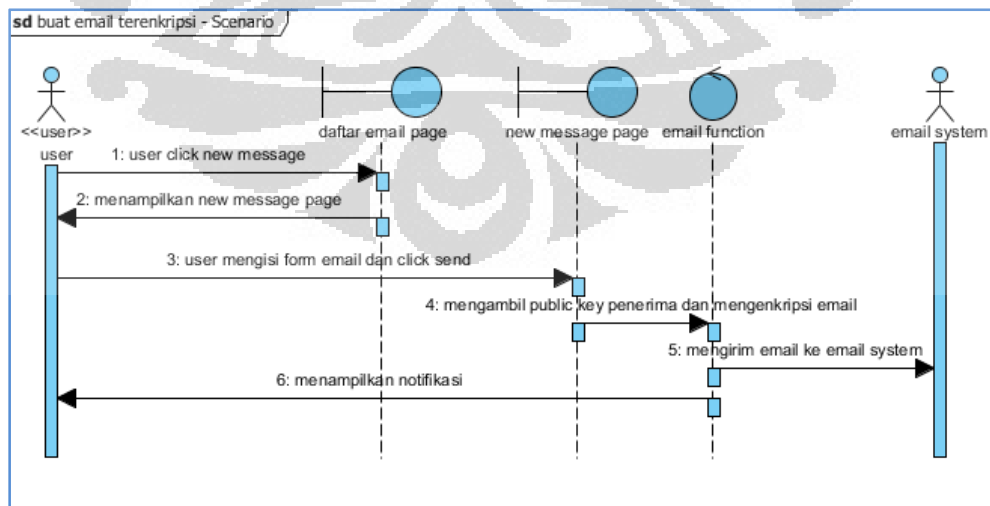 sd buat email terenkripsi - Scenario
<<user>>
user
daftar email page
new message page
email function
email system
1: user click new message
2: menampilkan new message page
3: user mengisi form email dan click send
4: mengambil public key penerima dan mengenkripsi email
5: mengirim email ke email system
6: menampilkan notifikasi